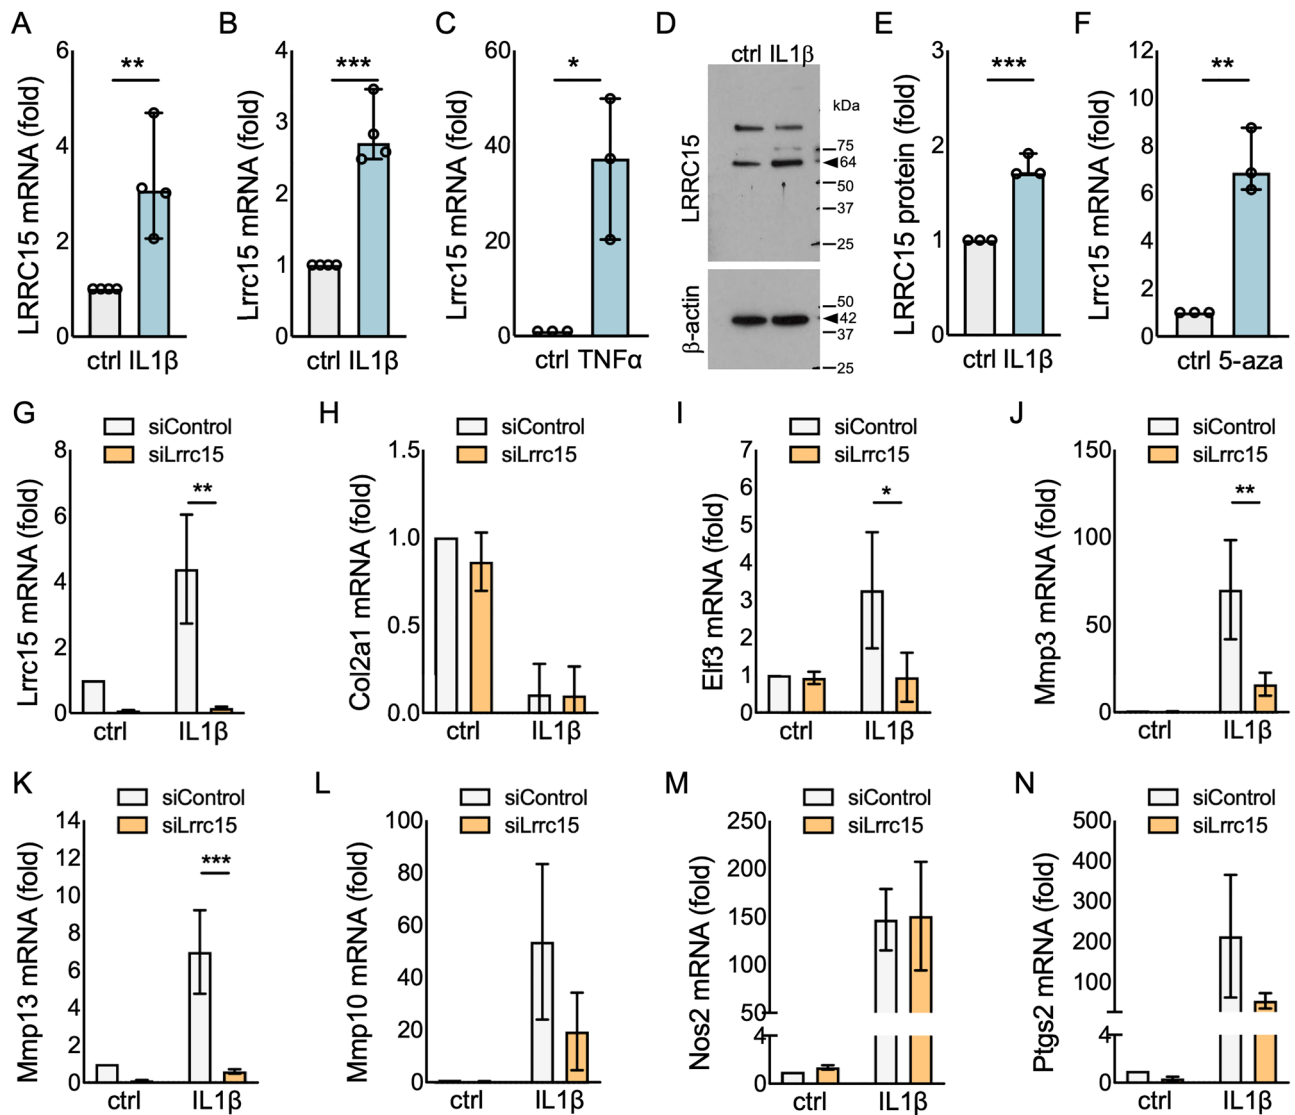 A
LRRC15 mRNA (fold)
6
4
2
0
**
ctrl IL1β
B
Lrrc15 mRNA (fold)
4
3
2
1
0
***
ctrl IL1β
C
Lrrc15 mRNA (fold)
60
40
20
0
*
ctrl TNFα
D
ctrl IL1β
kDa
LRRC15
75
64
50
37
25
β-actin
50
42
37
25
E
LRRC15 protein (fold)
3
2
1
0
***
ctrl IL1β
F
Lrrc15 mRNA (fold)
12
10
8
6
4
2
0
**
ctrl 5-aza
G
siControl
siLrrc15
Lrrc15 mRNA (fold)
8
6
4
2
0
**
ctrl IL1β
H
siControl
siLrrc15
Col2a1 mRNA (fold)
1.5
1.0
0.5
0.0
ctrl IL1β
I
siControl
siLrrc15
Elf3 mRNA (fold)
7
6
5
4
3
2
1
0
*
ctrl IL1β
J
siControl
siLrrc15
Mmp3 mRNA (fold)
150
100
50
0
**
ctrl IL1β
K
siControl
siLrrc15
Mmp13 mRNA (fold)
14
12
10
8
6
4
2
0
***
ctrl IL1β
L
siControl
siLrrc15
Mmp10 mRNA (fold)
100
80
60
40
20
0
ctrl IL1β
M
siControl
siLrrc15
Nos2 mRNA (fold)
250
200
150
100
50
4
0
ctrl IL1β
N
siControl
siLrrc15
Ptgs2 mRNA (fold)
500
400
300
200
100
4
0
ctrl IL1β